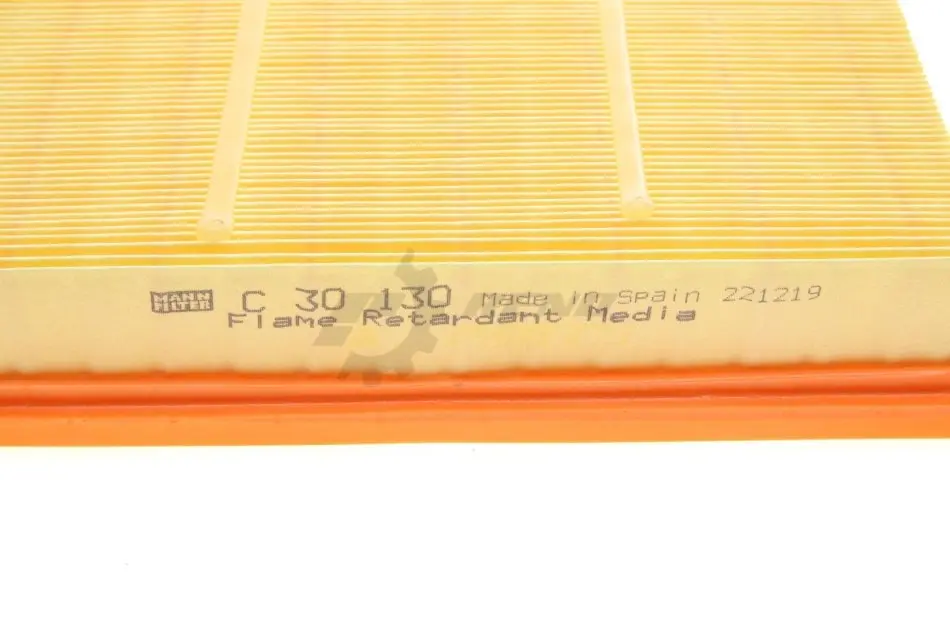 MANN FILTER C 30 130 Made in Spain 221219
Flame Retardant Media